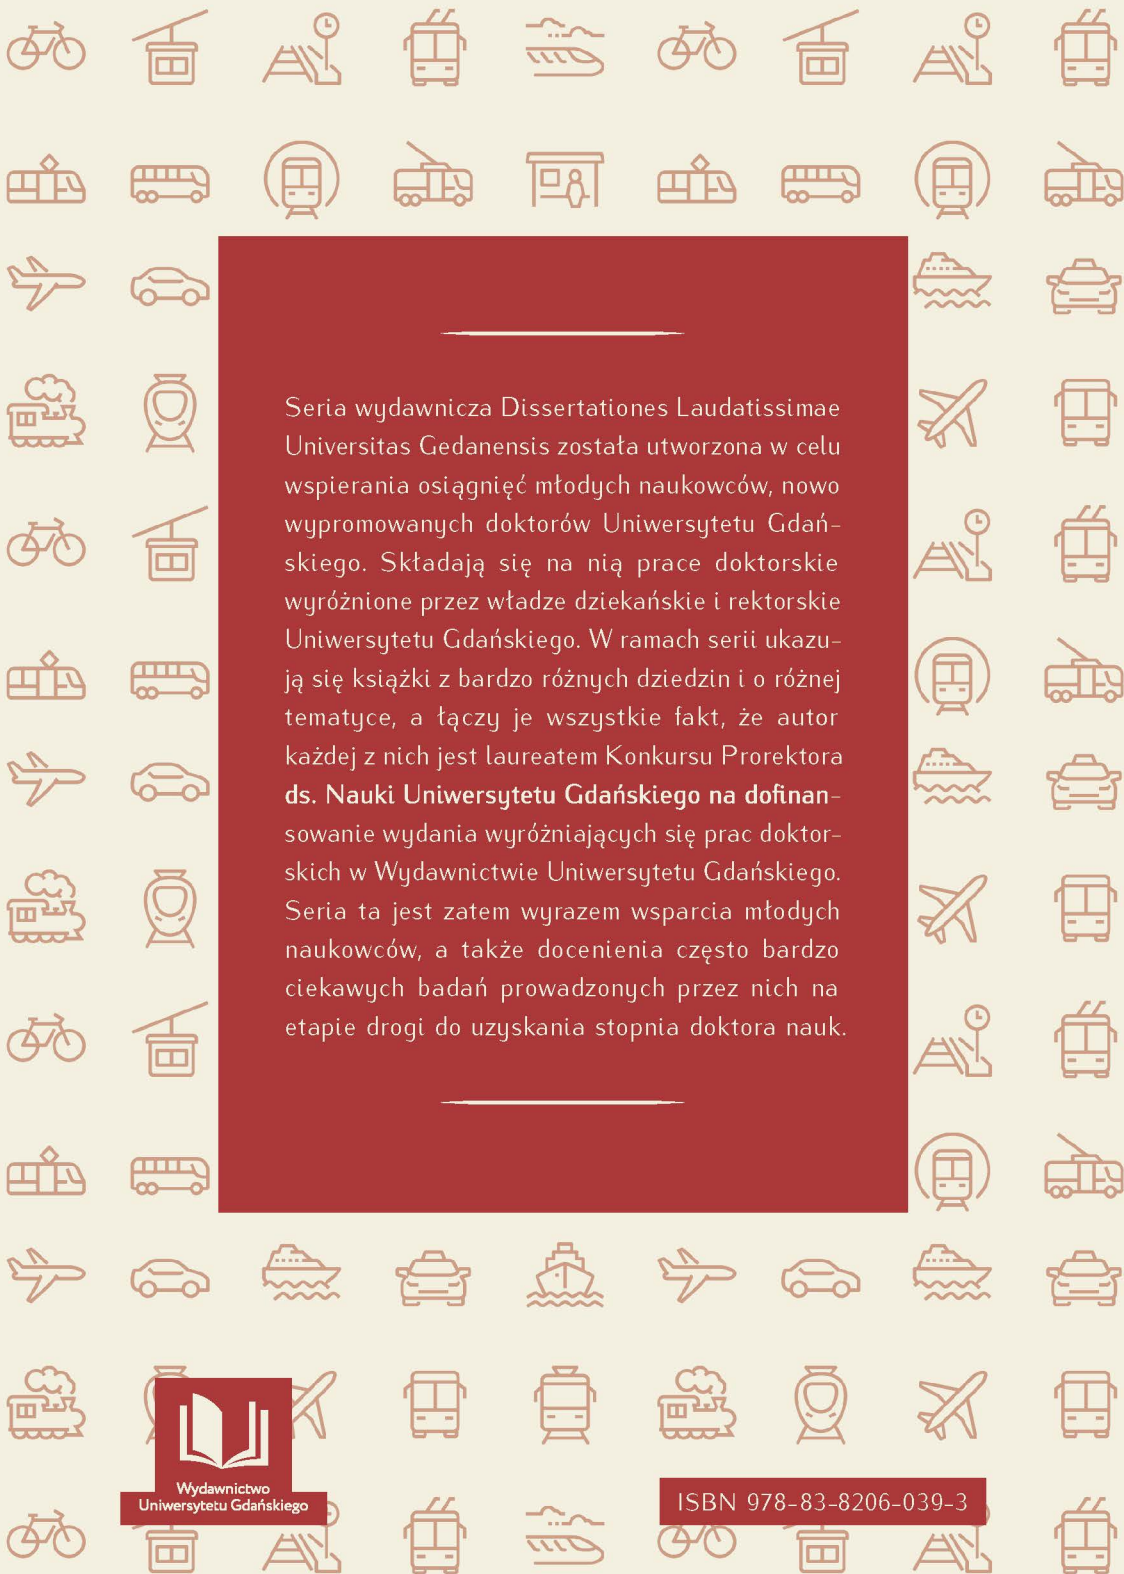 Seria wydawnicza Dissertationes Laudatissimae
Universitas Gedanensis została utworzona w celu
wspierania osiągnięć młodych naukowców, nowo
wypromowanych doktorów Uniwersytetu Gdań-
skiego. Składają się na nią prace doktorskie
wyróżnione przez władze dziekańskie i rektorskie
Uniwersytetu Gdańskiego. W ramach serii ukazu-
ją się książki z bardzo różnych dziedzin i o różnej
tematyce, a łączy je wszystkie fakt, że autor
każdej z nich jest laureatem Konkursu Prorektora
ds. Nauki Uniwersytetu Gdańskiego na dofinan-
sowanie wydania wyróżniających się prac doktor-
skich w Wydawnictwie Uniwersytetu Gdańskiego.
Seria ta jest zatem wyrazem wsparcia młodych
naukowców, a także docenienia często bardzo
ciekawych badań prowadzonych przez nich na
etapie drogi do uzyskania stopnia doktora nauk.
Wydawnictwo
Uniwersytetu Gdańskiego
ISBN 978-83-8206-039-3